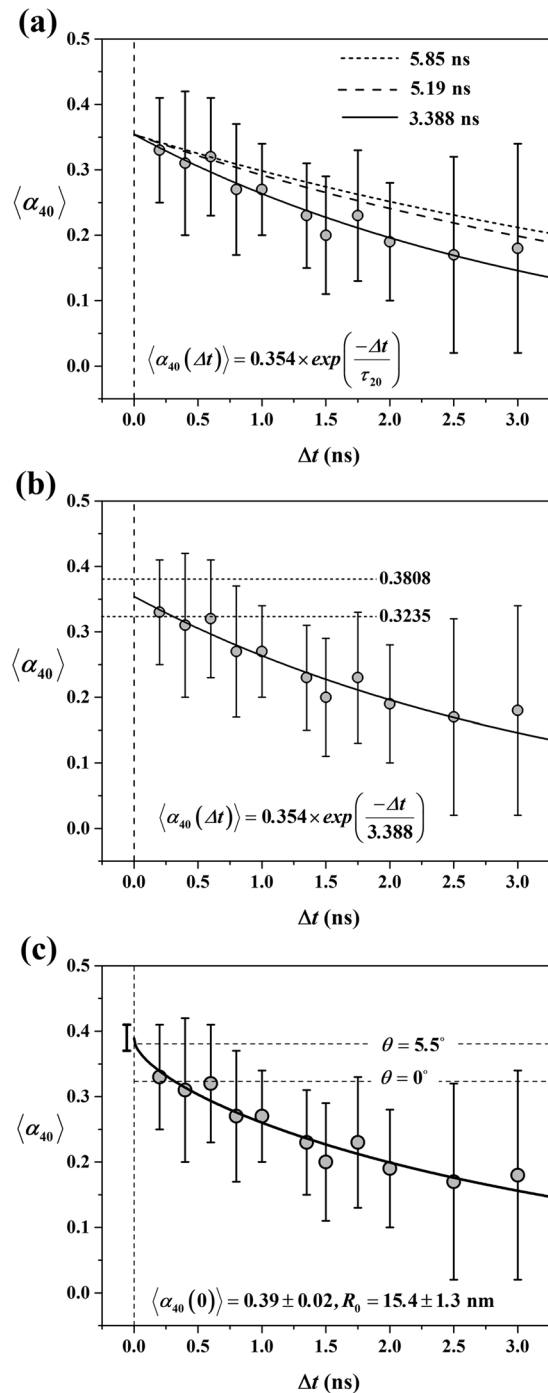 (a)
0.5
0.4
0.3
0.2
0.1
0.0
⟨α₄₀⟩
5.85 ns
5.19 ns
3.388 ns
⟨α₄₀(Δt)⟩ = 0.354 × exp(−Δt/τ₂₀)
0.0 0.5 1.0 1.5 2.0 2.5 3.0
Δt (ns)
(b)
0.5
0.4
0.3
0.2
0.1
0.0
⟨α₄₀⟩
0.3808
0.3235
⟨α₄₀(Δt)⟩ = 0.354 × exp(−Δt/3.388)
0.0 0.5 1.0 1.5 2.0 2.5 3.0
Δt (ns)
(c)
0.5
0.4
0.3
0.2
0.1
0.0
⟨α₄₀⟩
θ = 5.5°
θ = 0°
⟨α₄₀(0)⟩ = 0.39 ± 0.02, R₀ = 15.4 ± 1.3 nm
0.0 0.5 1.0 1.5 2.0 2.5 3.0
Δt (ns)